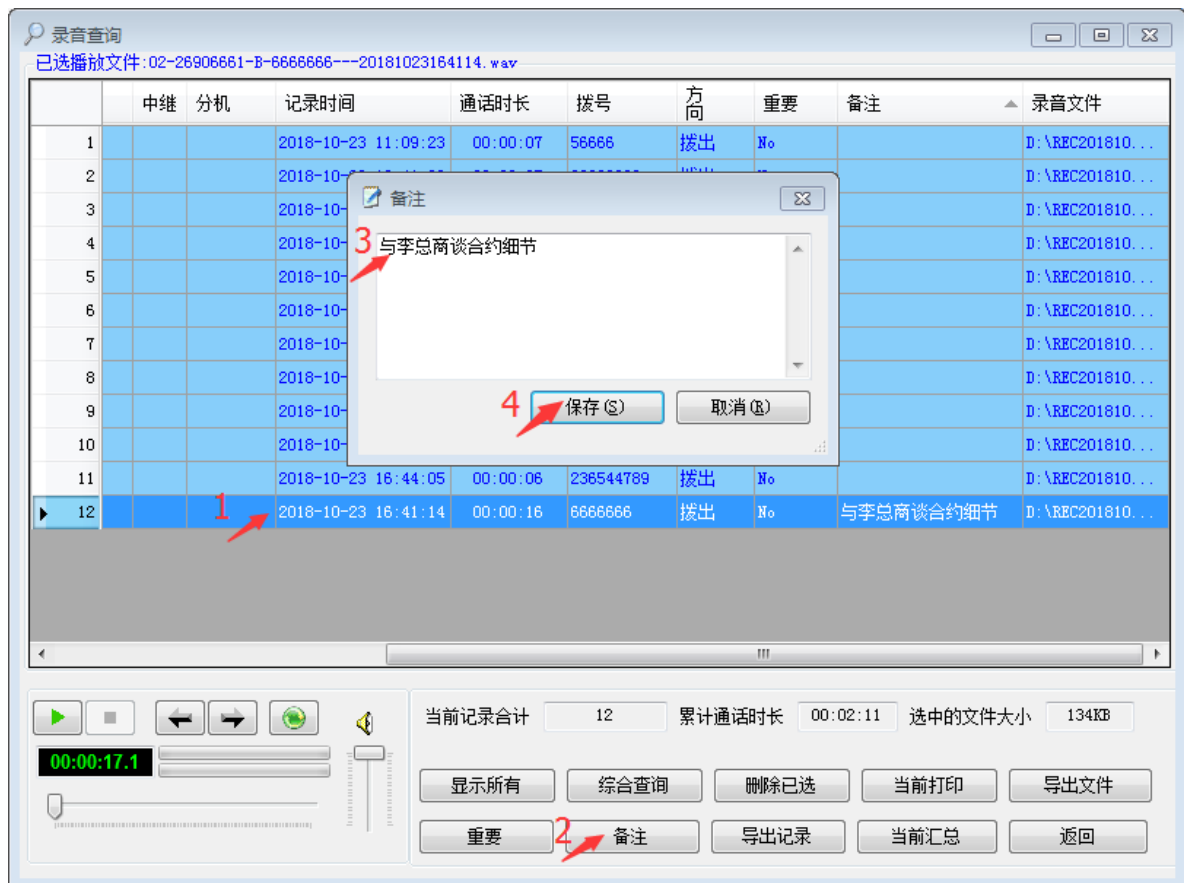 录音查询
已选播放文件:02-26906661-B-6666666---20181023164114.wav
中继 分机 记录时间 通话时长 拨号 方向 重要 备注 录音文件
1 2018-10-23 11:09:23 00:00:07 56666 拨出 No D:\REC201810...
2 2018-10- D:\REC201810...
备注
3 2018-10- D:\REC201810...
3 与李总商谈合约细节
4 2018-10- D:\REC201810...
5 2018-10- D:\REC201810...
6 2018-10- D:\REC201810...
7 2018-10- D:\REC201810...
8 2018-10- D:\REC201810...
9 2018-10- D:\REC201810...
4 保存(S) 取消(R)
10 2018-10- D:\REC201810...
11 2018-10-23 16:44:05 00:00:06 236544789 拨出 No D:\REC201810...
12 1 2018-10-23 16:41:14 00:00:16 6666666 拨出 No 与李总商谈合约细节 D:\REC201810...
当前记录合计 12 累计通话时长 00:02:11 选中的文件大小 134KB
00:00:17.1
显示所有 综合查询 删除已选 当前打印 导出文件
重要 2 备注 导出记录 当前汇总 返回